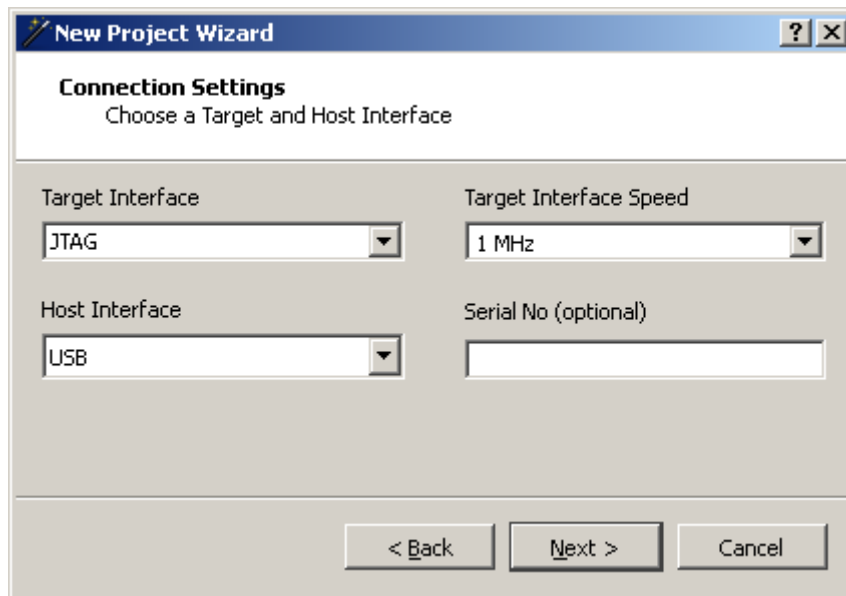 New Project Wizard
Connection Settings
Choose a Target and Host Interface
Target Interface
JTAG
Target Interface Speed
1 MHz
Host Interface
USB
Serial No (optional)
< Back
Next >
Cancel